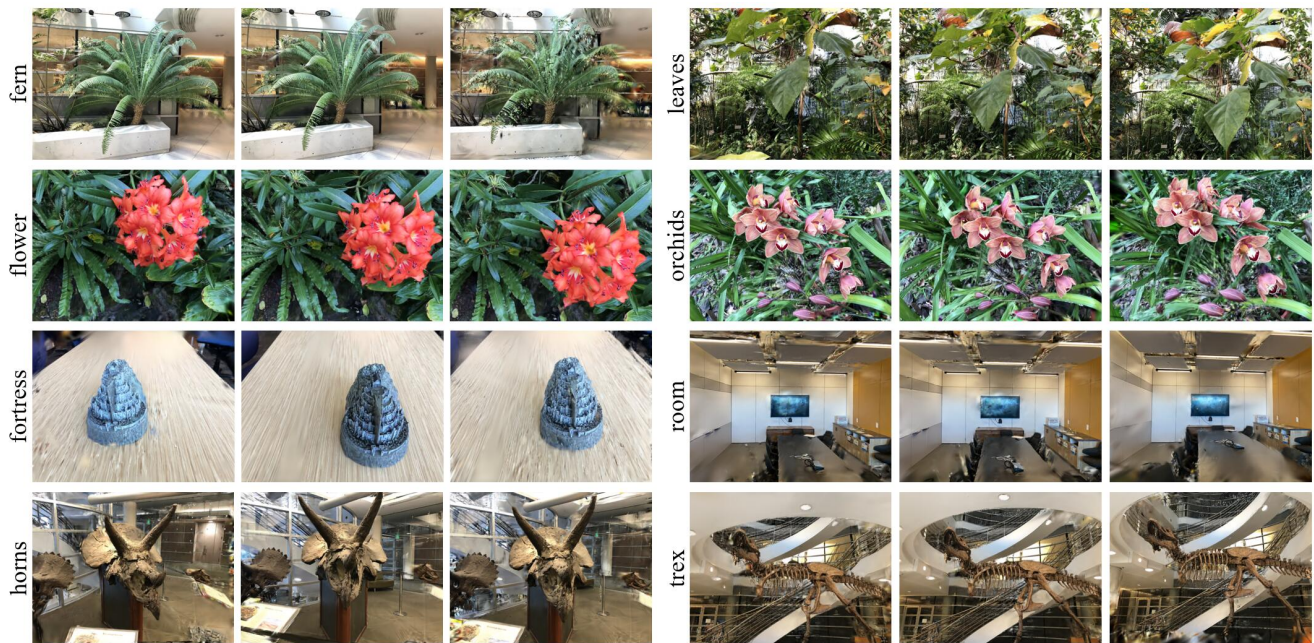 fern
flower
fortress
horns
leaves
orchids
room
trex